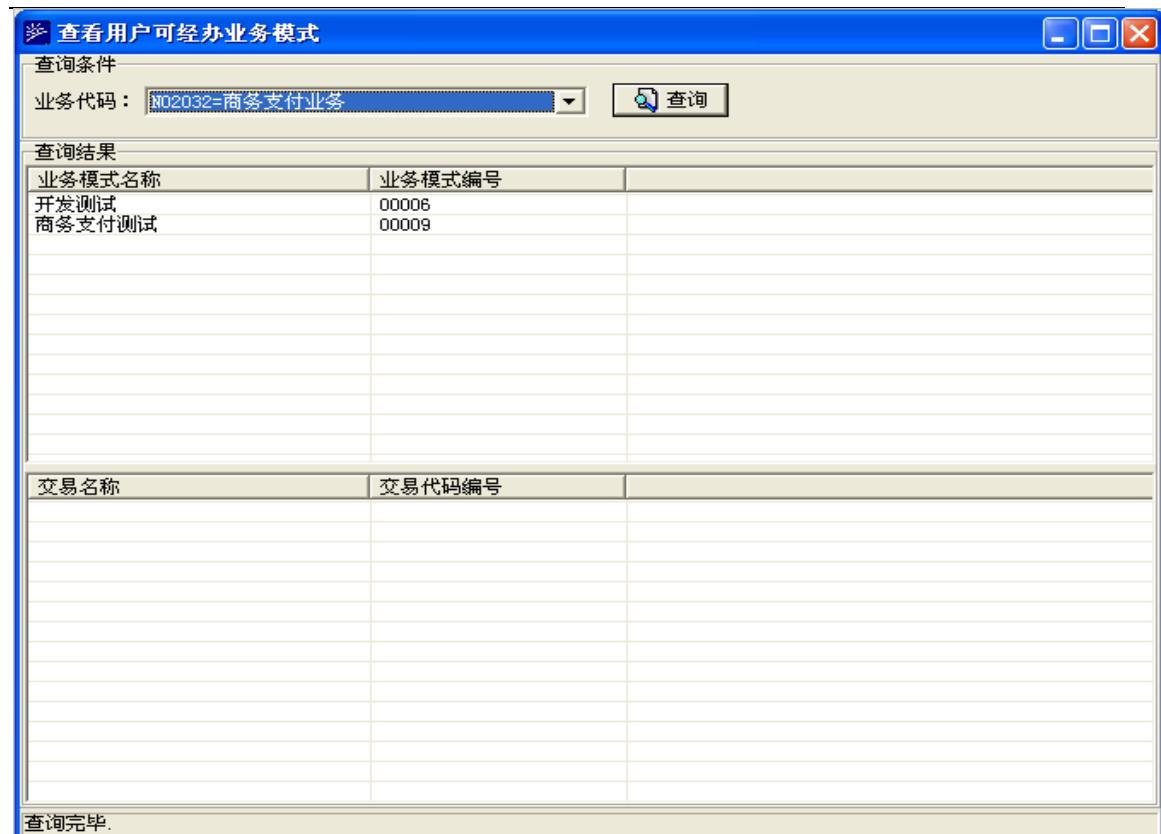 查看用户可经办业务模式
查询条件
业务代码： N02032=商务支付业务 查询
查询结果
业务模式名称 业务模式编号
开发测试 00006
商务支付测试 00009
交易名称 交易代码编号
查询完毕.